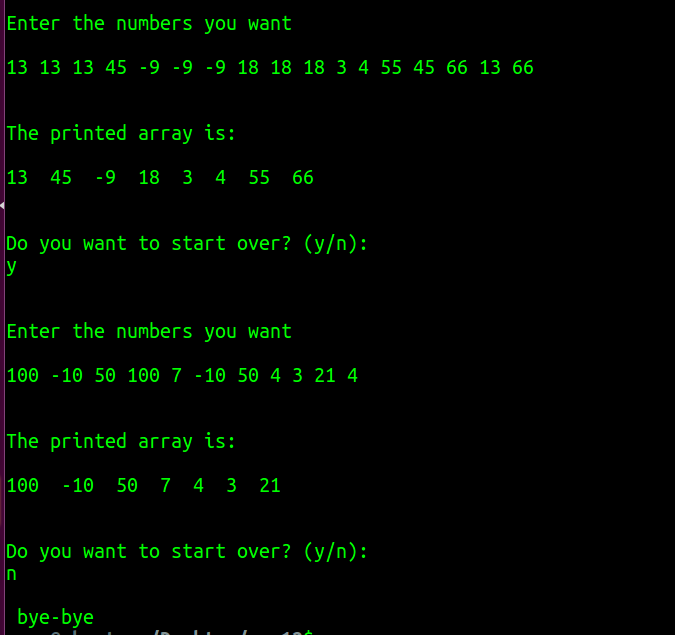 Enter the numbers you want
13 13 13 45 -9 -9 -9 18 18 18 3 4 55 45 66 13 66
The printed array is:
13  45  -9  18  3  4  55  66
Do you want to start over? (y/n):
y
Enter the numbers you want
100 -10 50 100 7 -10 50 4 3 21 4
The printed array is:
100  -10  50  7  4  3  21
Do you want to start over? (y/n):
n
bye-bye